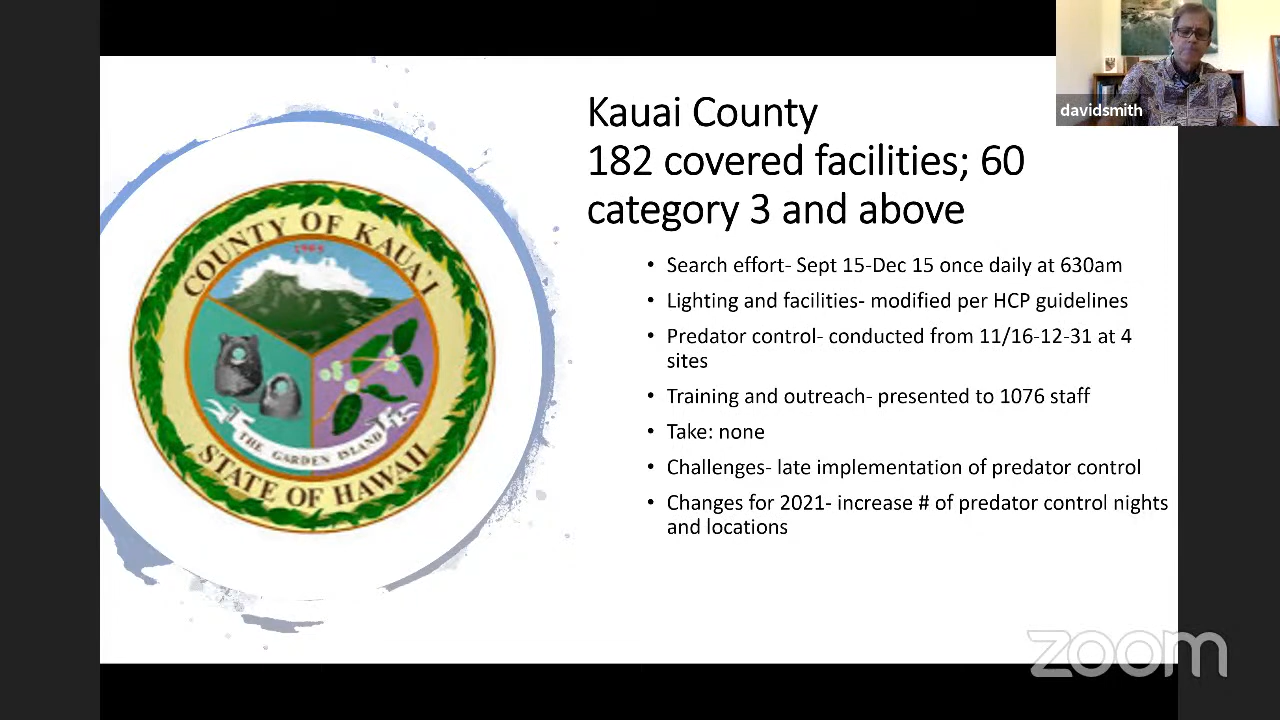 davidsmith
Kauai County
182 covered facilities; 60
category 3 and above
• Search effort- Sept 15-Dec 15 once daily at 630am
• Lighting and facilities- modified per HCP guidelines
• Predator control- conducted from 11/16-12-31 at 4
sites
• Training and outreach- presented to 1076 staff
• Take: none
• Challenges- late implementation of predator control
• Changes for 2021- increase # of predator control nights
and locations
COUNTY OF KAUA'I
THE GARDEN ISLAND
STATE OF HAWAII
zoom